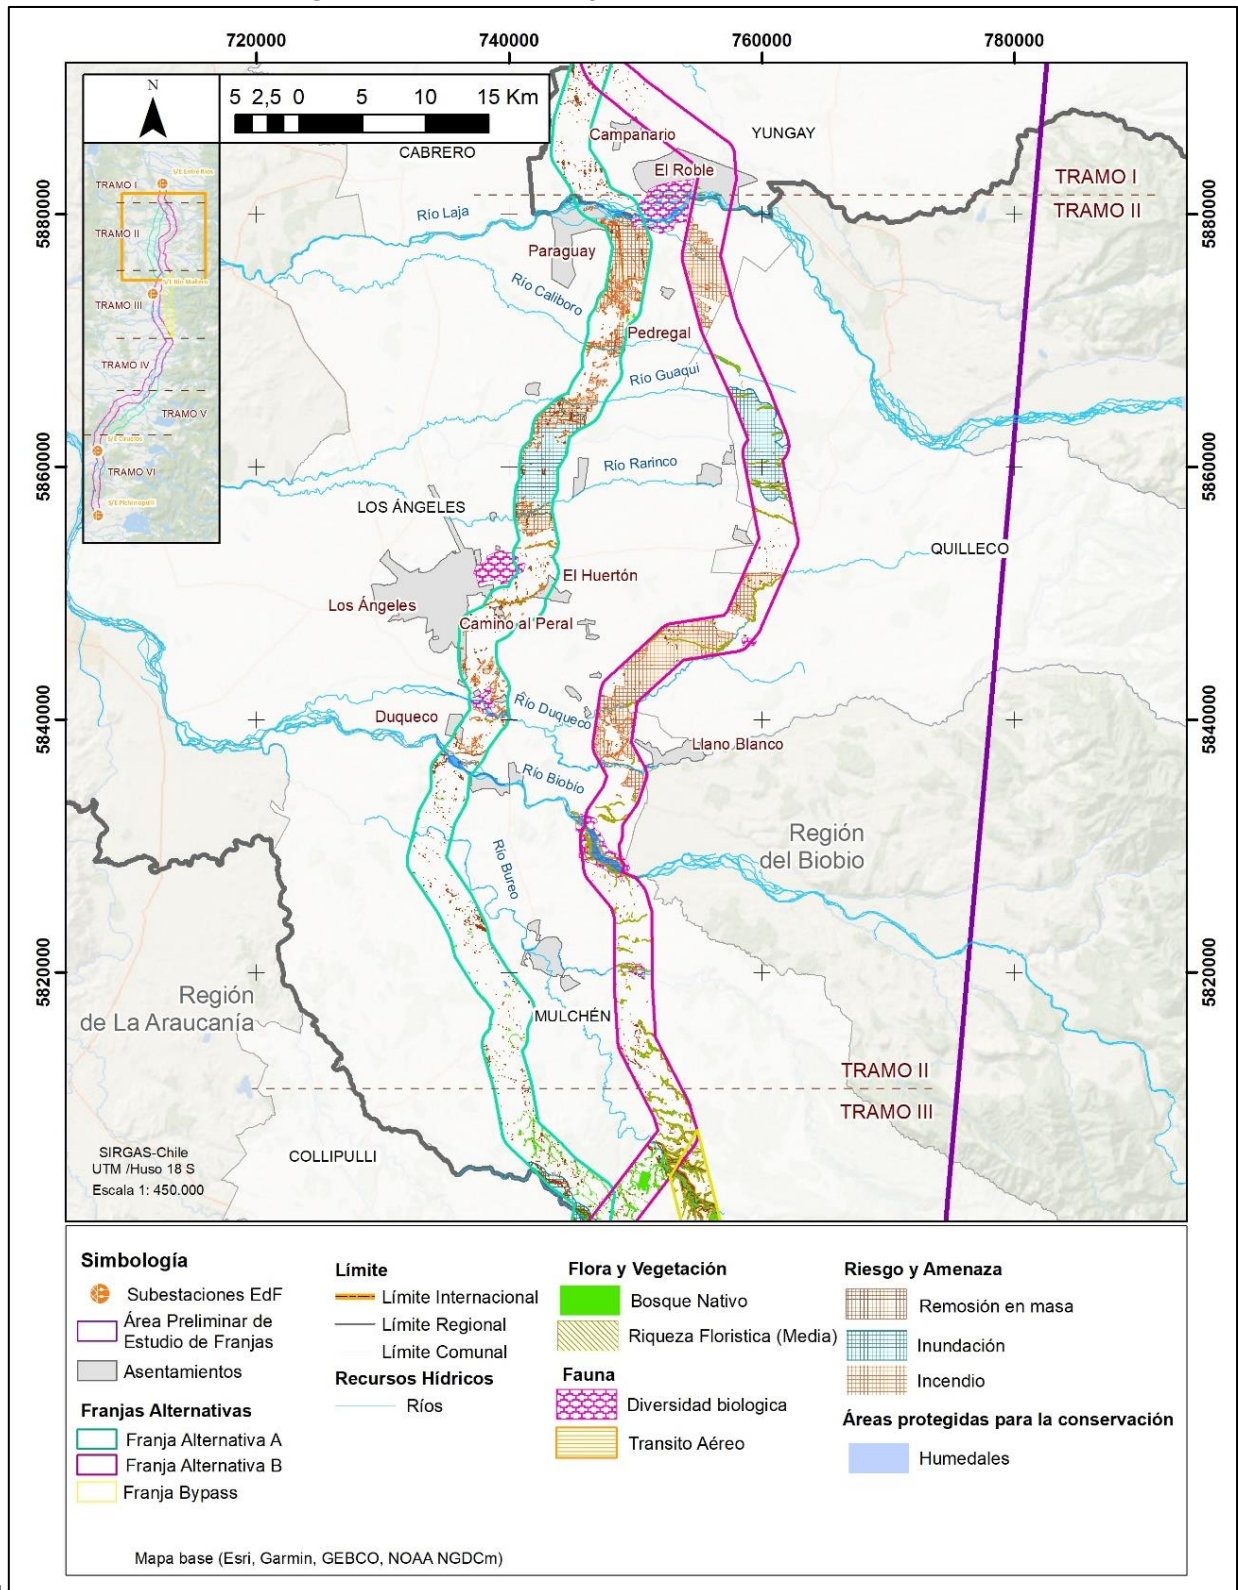 720000
740000
760000
780000
N
5 2,5 0 5 10 15 Km
CABRERO
Campanario
YUNGAY
El Roble
TRAMO I
TRAMO II
5880000
5880000
S/E Entre Ríos
TRAMO I
TRAMO II
TRAMO III
TRAMO IV
TRAMO V
S/E Ciruelos
TRAMO VI
Río Laja
Paraguay
Río Caliboro
Pedregal
Río Guaqui
5860000
5860000
Río Rarinco
LOS ÁNGELES
QUILLECO
El Huertón
Los Ángeles
Camino al Peral
5840000
5840000
Duqueco
Río Duqueco
Llano Blanco
Río Biobío
Región
del Biobio
Río Bureo
5820000
5820000
Región
de La Araucanía
MULCHÉN
TRAMO II
TRAMO III
SIRGAS-Chile
UTM /Huso 18 S
Escala 1: 450.000
COLLIPULLI
Simbología
Subestaciones EdF
Área Preliminar de
Estudio de Franjas
Asentamientos
Franjas Alternativas
Franja Alternativa A
Franja Alternativa B
Franja Bypass
Límite
Límite Internacional
Límite Regional
Límite Comunal
Recursos Hídricos
Ríos
Flora y Vegetación
Bosque Nativo
Riqueza Floristica (Media)
Fauna
Diversidad biologica
Transito Aéreo
Riesgo y Amenaza
Remosión en masa
Inundación
Incendio
Áreas protegidas para la conservación
Humedales
Mapa base (Esri, Garmin, GEBCO, NOAA NGDCm)